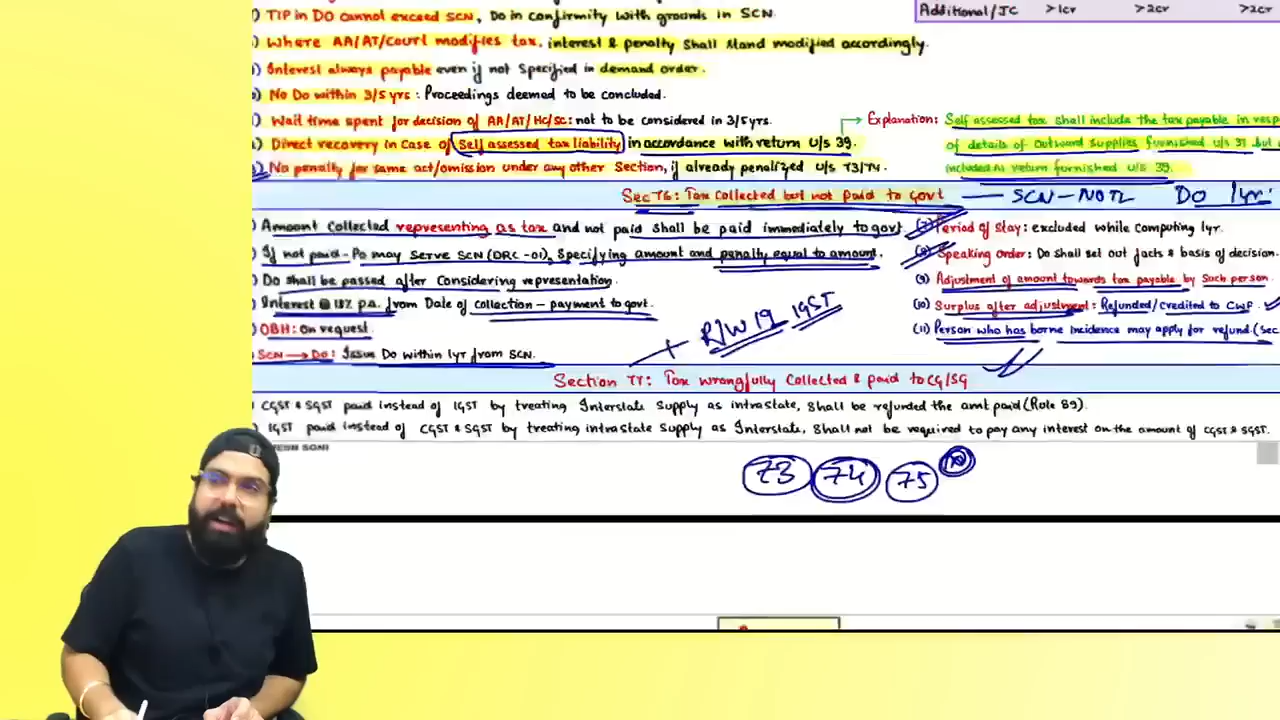 TIP in DO cannot exceed SCN, Do in confirmity with grounds in SCN.
Additional/JC >1cr >2cr >2cr
Where AA/AT/Court modifies tax, interest & penalty shall stand modified accordingly.
Interest always payable even if not specified in demand order.
No Do within 3/5 yrs: Proceedings deemed to be concluded.
Wait time spent for decision of AA/AT/HC/SC: not to be considered in 3/5yrs.
Explanation: Self assessed tax shall include the tax payable in resp
Direct recovery in case of self assessed tax liability in accordance with return u/s 39.
of details of outward supplies furnished u/s 37 but
No penalty for same act/omission under any other Section, if already penalized u/s 73/74.
included in return furnished u/s 39.
Sec 76: Tax collected but not paid to govt — SCN - NOTL Do 1yr
Amount collected representing as tax and not paid shall be paid immediately to govt.
(7) Period of Stay: excluded while computing 1yr.
If not paid - PO may serve SCN (DRC-01), Specifying amount and penalty equal to amount.
(8) Speaking Order: Do shall set out facts & basis of decision.
Do shall be passed after considering representation
(9) Adjustment of amount towards tax payable by such person.
Interest @ 18% p.a. from Date of collection - payment to govt.
(10) Surplus after adjustment: Refunded/credited to CWF.
OBH: On request
(11) Person who has borne incidence may apply for refund. (sec
SCN → Do: Issue Do within 1yr from SCN.
R/W 19 IGST
Section 77: Tax wrongfully collected & paid to CG/SG
CGST & SGST paid instead of IGST by treating Interstate supply as intrastate, shall be refunded the amt paid (Rule 89).
IGST paid instead of CGST & SGST by treating intrastate supply as Interstate, shall not be required to pay any interest on the amount of CGST & SGST.
73 74 75